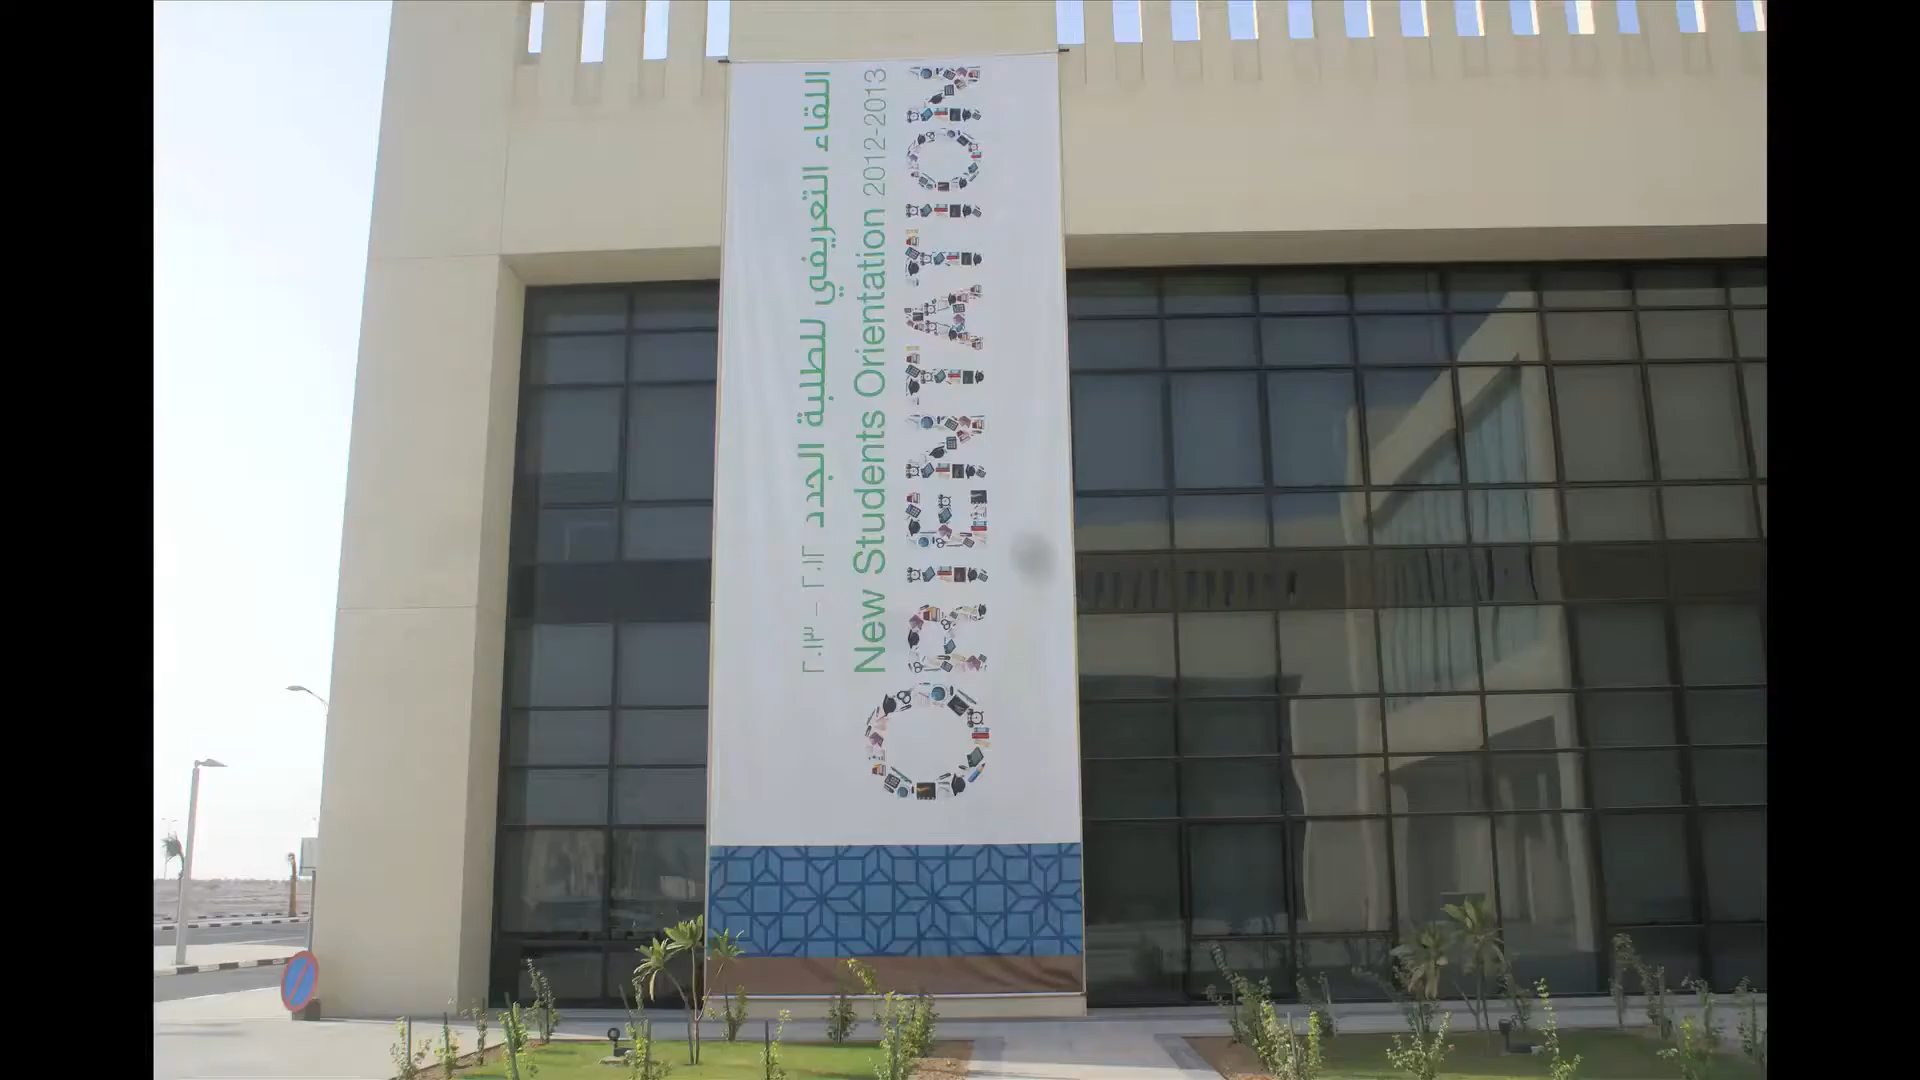 اللقاء التعريفي للطلبة الجدد ٢٠١٢ – ٢٠١٣
New Students Orientation 2012-2013
ORIENTATION